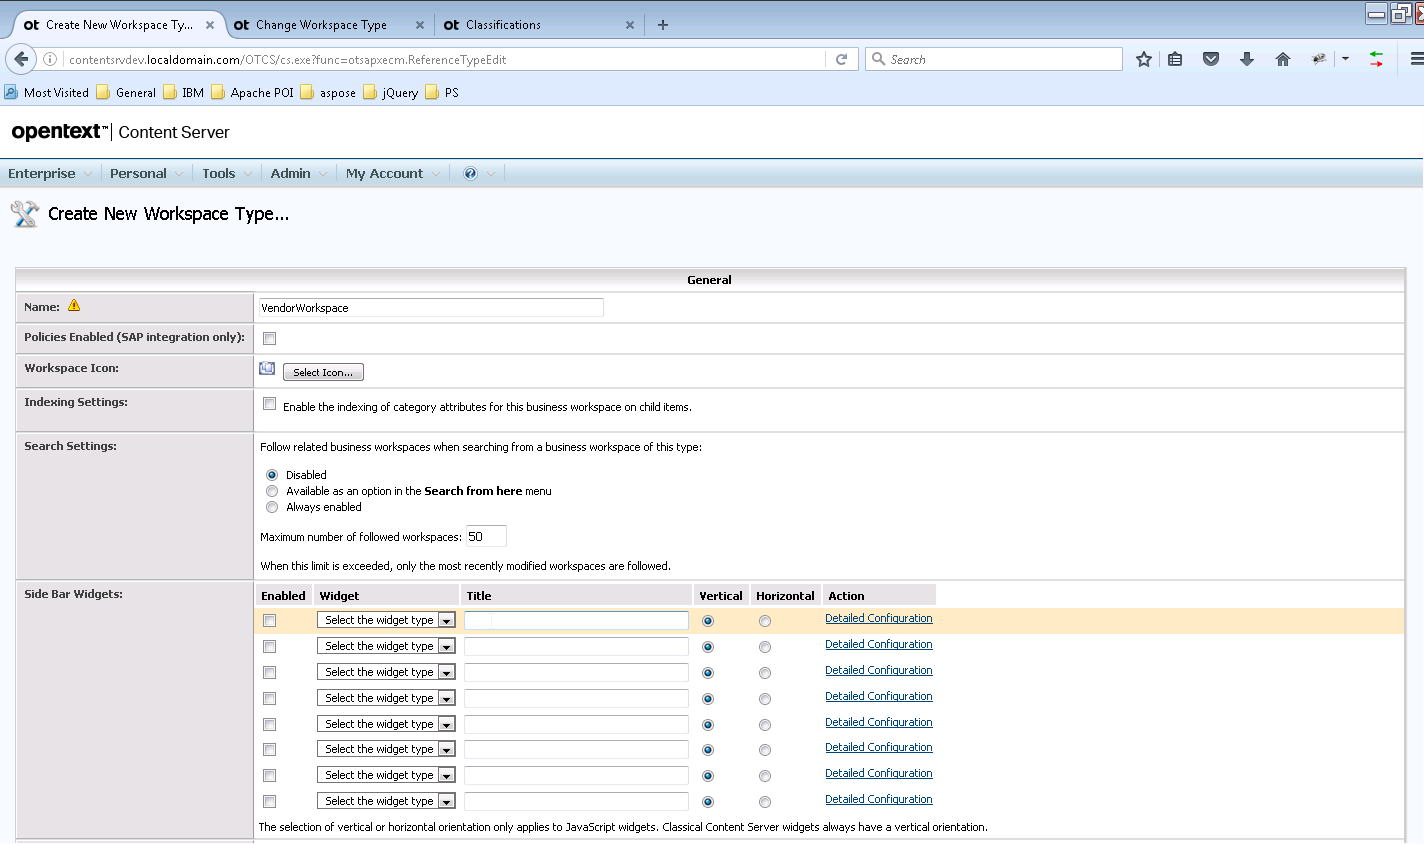 ot Create New Workspace Ty... × ot Change Workspace Type × ot Classifications × +
contentsrvdev.localdomain.com/OTCS/cs.exe?func=otsapxecm.ReferenceTypeEdit Search
Most Visited General IBM Apache POI aspose jQuery PS
opentext™ | Content Server
Enterprise Personal Tools Admin My Account ?
Create New Workspace Type...
General
Name: VendorWorkspace
Policies Enabled (SAP integration only):
Workspace Icon: Select Icon...
Indexing Settings: Enable the indexing of category attributes for this business workspace on child items.
Search Settings: Follow related business workspaces when searching from a business workspace of this type:
Disabled
Available as an option in the Search from here menu
Always enabled
Maximum number of followed workspaces: 50
When this limit is exceeded, only the most recently modified workspaces are followed.
Side Bar Widgets: Enabled Widget Title Vertical Horizontal Action
Select the widget type Detailed Configuration
Select the widget type Detailed Configuration
Select the widget type Detailed Configuration
Select the widget type Detailed Configuration
Select the widget type Detailed Configuration
Select the widget type Detailed Configuration
Select the widget type Detailed Configuration
Select the widget type Detailed Configuration
The selection of vertical or horizontal orientation only applies to JavaScript widgets. Classical Content Server widgets always have a vertical orientation.